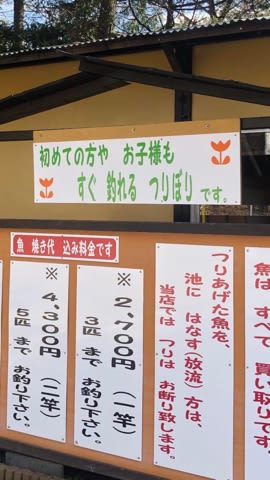 初めての方や お子様も
すぐ 釣れる つりぼり です。
魚 焼き代 込み料金です
魚は すべて 買い取りです。
つりあげた魚を、
池に はなす(放流)方は、
当店では つりは お断り致します。
※
2,700円 (一竿)
3匹 まで お釣り下さい。
※
4,300円 (二竿)
5匹 まで お釣り下さい。